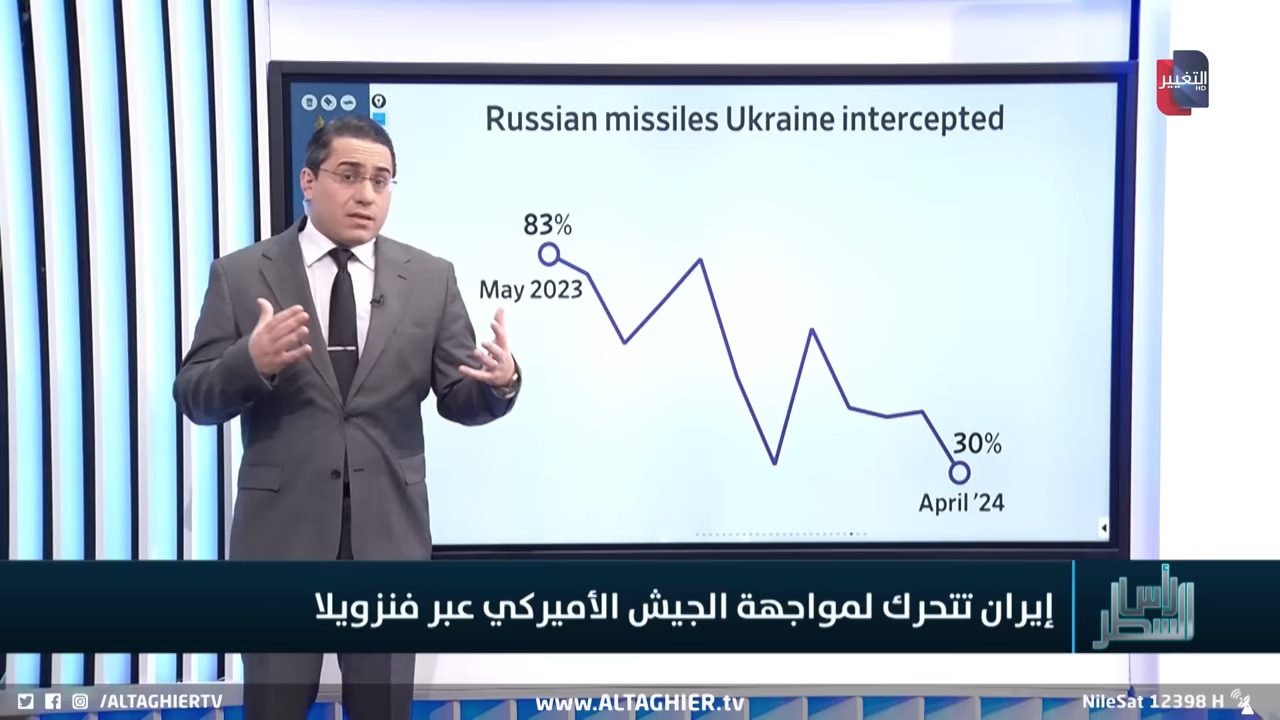 التغيير
HD
Russian missiles Ukraine intercepted
83%
May 2023
30%
April '24
إيران تتحرك لمواجهة الجيش الأميركي عبر فنزويلا
رأس
السطر
/ALTAGHIERTV
www.ALTAGHIER.tv
NileSat 12398 H